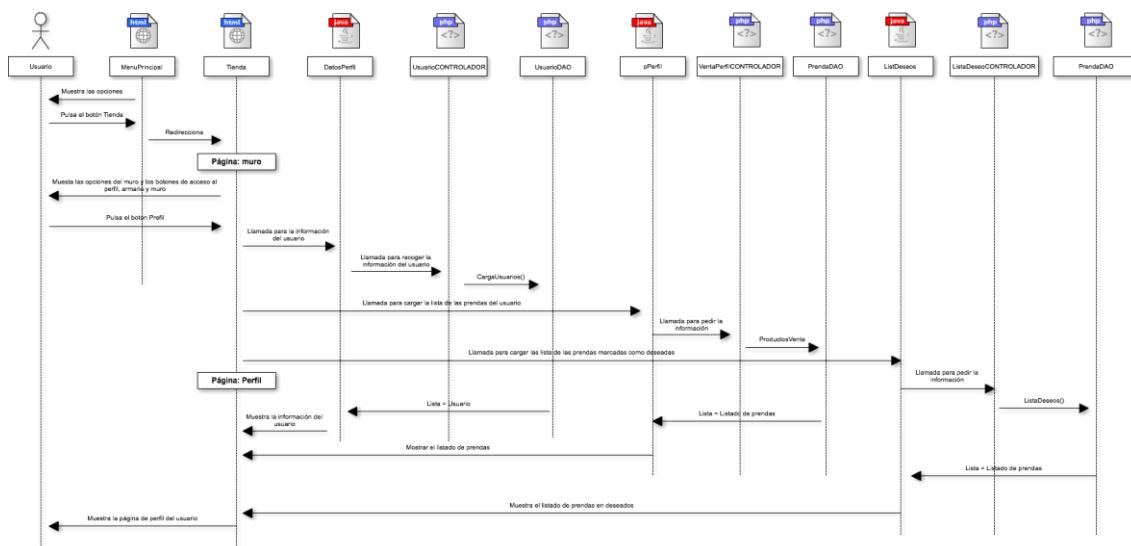 html
html
java
php
php
java
php
php
java
php
php
<?>
<?>
<?>
<?>
<?>
<?>
Usuario
MenuPrincipal
Tienda
DatosPerfil
UsuarioCONTROLADOR
UsuarioDAO
pPerfil
VentaPerfilCONTROLADOR
PrendaDAO
ListDeseos
ListaDeseoCONTROLADOR
PrendaDAO
Muestra las opciones
Pulsa el botón Tienda
Redirecciona
Página: muro
Muesta las opciones del muro y los botones de acceso al
perfil, armario y muro
Pulsa el botón Prefil
Llamada para la información
del usuario
Llamada para recoger la
información del usuario
CargaUsuarios()
Llamada para cargar la lista de las prendas del usuario
Llamada para pedir la
información
ProductosVenta
Llamada para cargar las lista de las prendas marcadas como deseadas
Página: Perfil
Llamada para pedir la
información
Lista = Usuario
ListaDeseos()
Muestra la información del
usuario
Lista = Listado de prendas
Mostrar el listado de prendas
Lista = Listado de prendas
Muestra el listado de prendas en deseados
Muestra la página de perfil del usuario